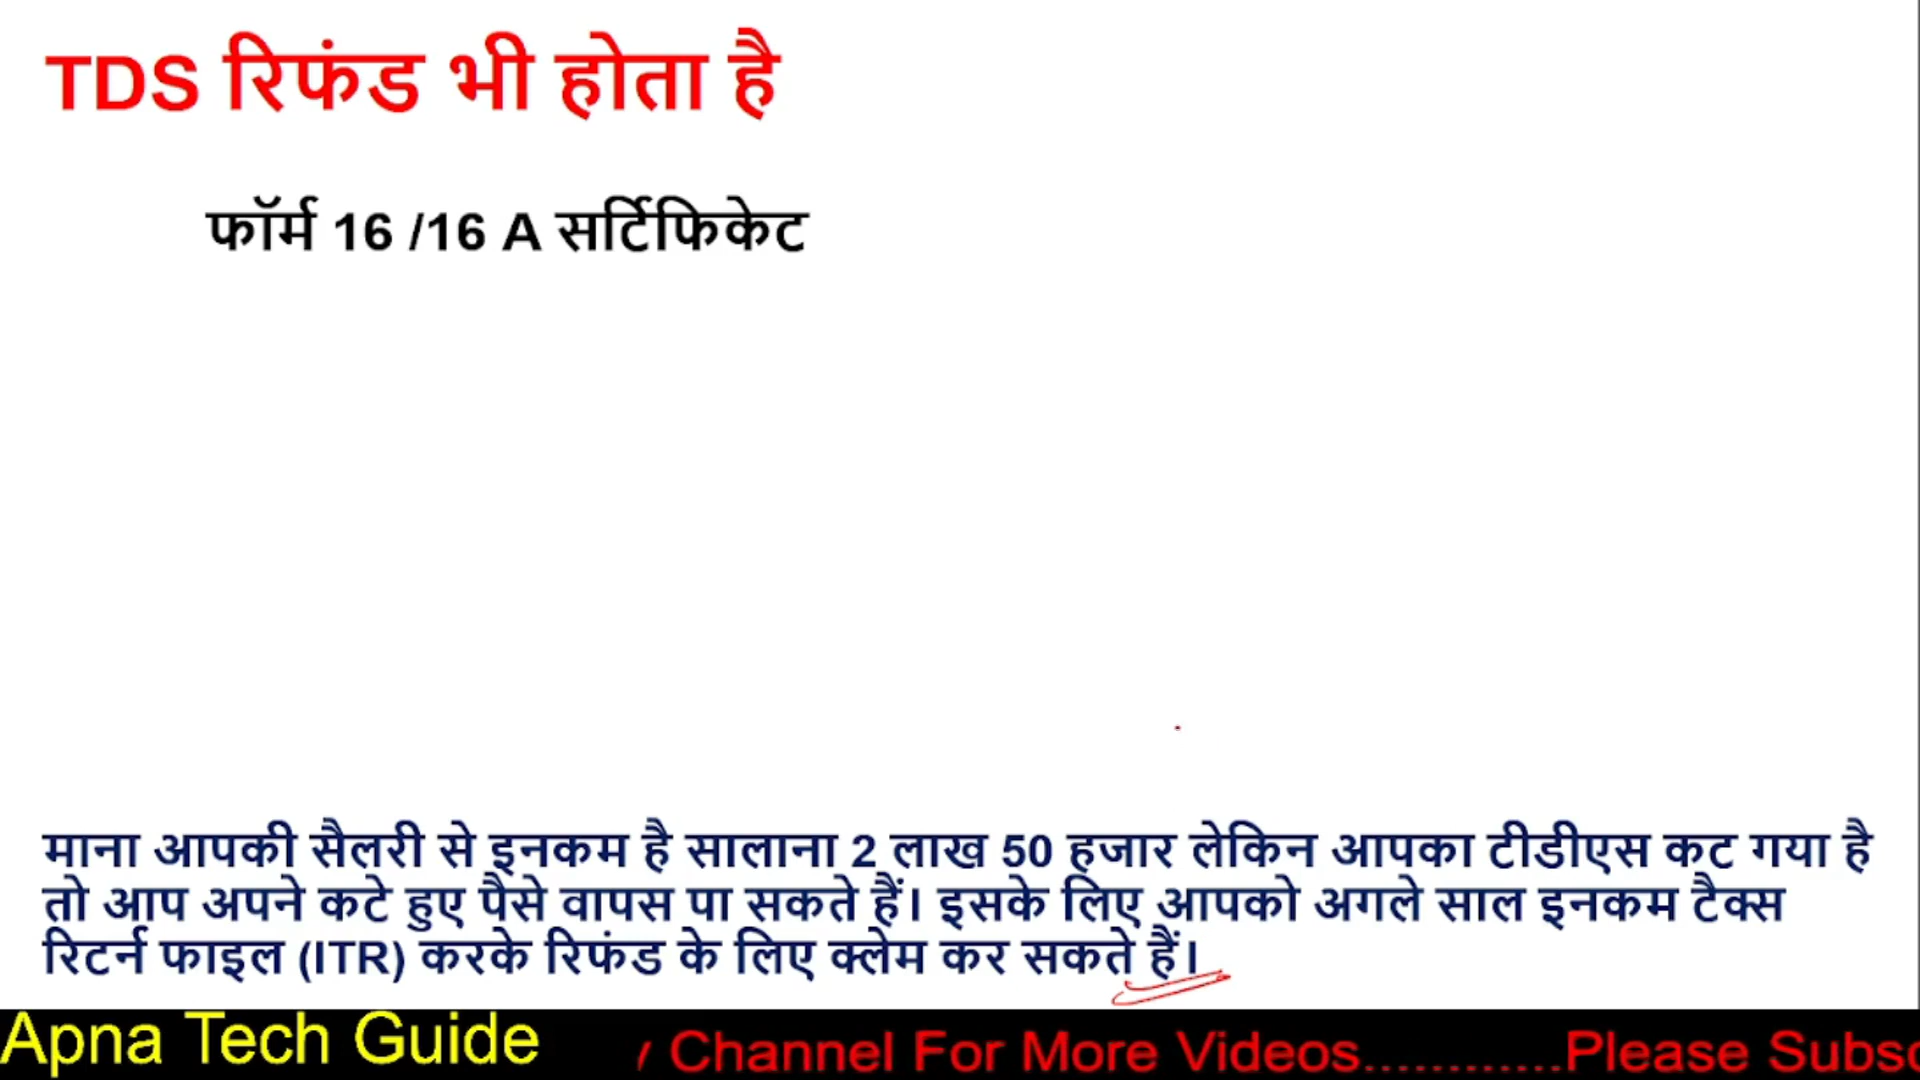 TDS रिफंड भी होता है
फॉर्म 16 /16 A सर्टिफिकेट
माना आपकी सैलरी से इनकम है सालाना 2 लाख 50 हजार लेकिन आपका टीडीएस कट गया है
तो आप अपने कटे हुए पैसे वापस पा सकते हैं। इसके लिए आपको अगले साल इनकम टैक्स
रिटर्न फाइल (ITR) करके रिफंड के लिए क्लेम कर सकते हैं।
Apna Tech Guide
Channel For More Videos............Please